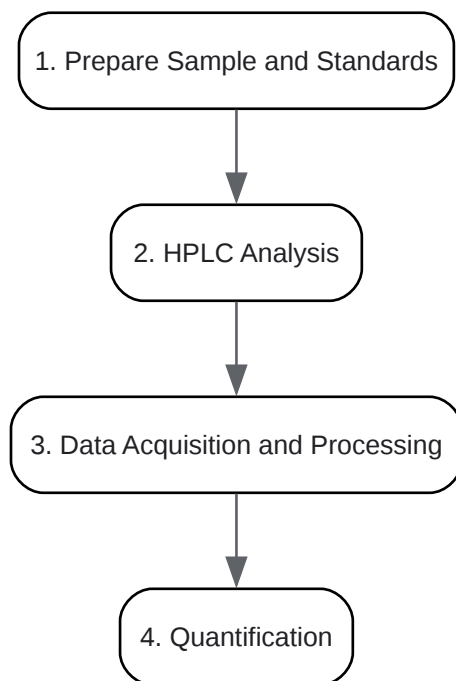 1. Prepare Sample and Standards
2. HPLC Analysis
3. Data Acquisition and Processing
4. Quantification